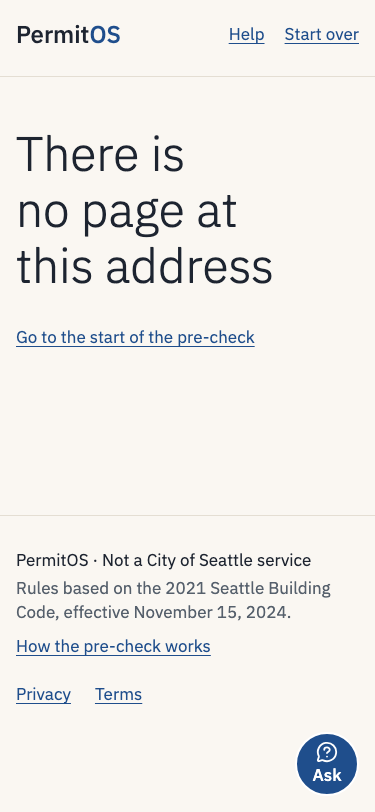 PermitOS
Help
Start over
There is
no page at
this address
Go to the start of the pre-check
PermitOS · Not a City of Seattle service
Rules based on the 2021 Seattle Building
Code, effective November 15, 2024.
How the pre-check works
Privacy
Terms
Ask